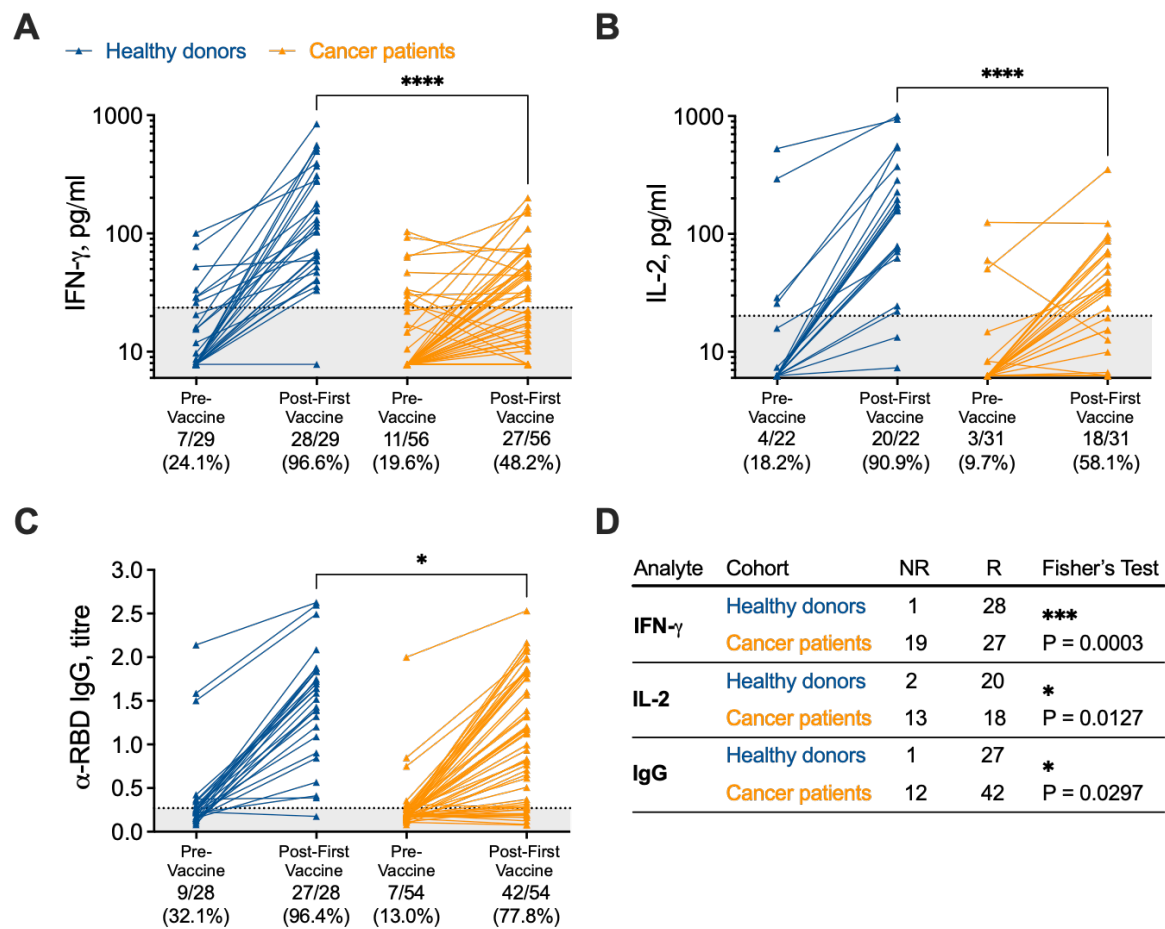 A
Healthy donors
Cancer patients
****
IFN-γ, pg/ml
1000
100
10
Pre-
Vaccine
7/29
(24.1%)
Post-First
Vaccine
28/29
(96.6%)
Pre-
Vaccine
11/56
(19.6%)
Post-First
Vaccine
27/56
(48.2%)
B
****
IL-2, pg/ml
1000
100
10
Pre-
Vaccine
4/22
(18.2%)
Post-First
Vaccine
20/22
(90.9%)
Pre-
Vaccine
3/31
(9.7%)
Post-First
Vaccine
18/31
(58.1%)
C
*
α-RBD IgG, titre
3.0
2.5
2.0
1.5
1.0
0.5
0.0
Pre-
Vaccine
9/28
(32.1%)
Post-First
Vaccine
27/28
(96.4%)
Pre-
Vaccine
7/54
(13.0%)
Post-First
Vaccine
42/54
(77.8%)
D
Analyte Cohort NR R Fisher's Test
IFN-γ
Healthy donors 1 28 ***
Cancer patients 19 27 P = 0.0003
IL-2
Healthy donors 2 20 *
Cancer patients 13 18 P = 0.0127
IgG
Healthy donors 1 27 *
Cancer patients 12 42 P = 0.0297